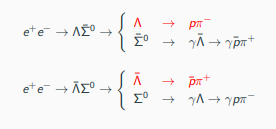 e⁺e⁻ → ΛΣ̄⁰ → { Λ → pπ⁻
Σ̄⁰ → γΛ̄ → γp̄π⁺
e⁺e⁻ → Λ̄Σ⁰ → { Λ̄ → p̄π⁺
Σ⁰ → γΛ → γpπ⁻